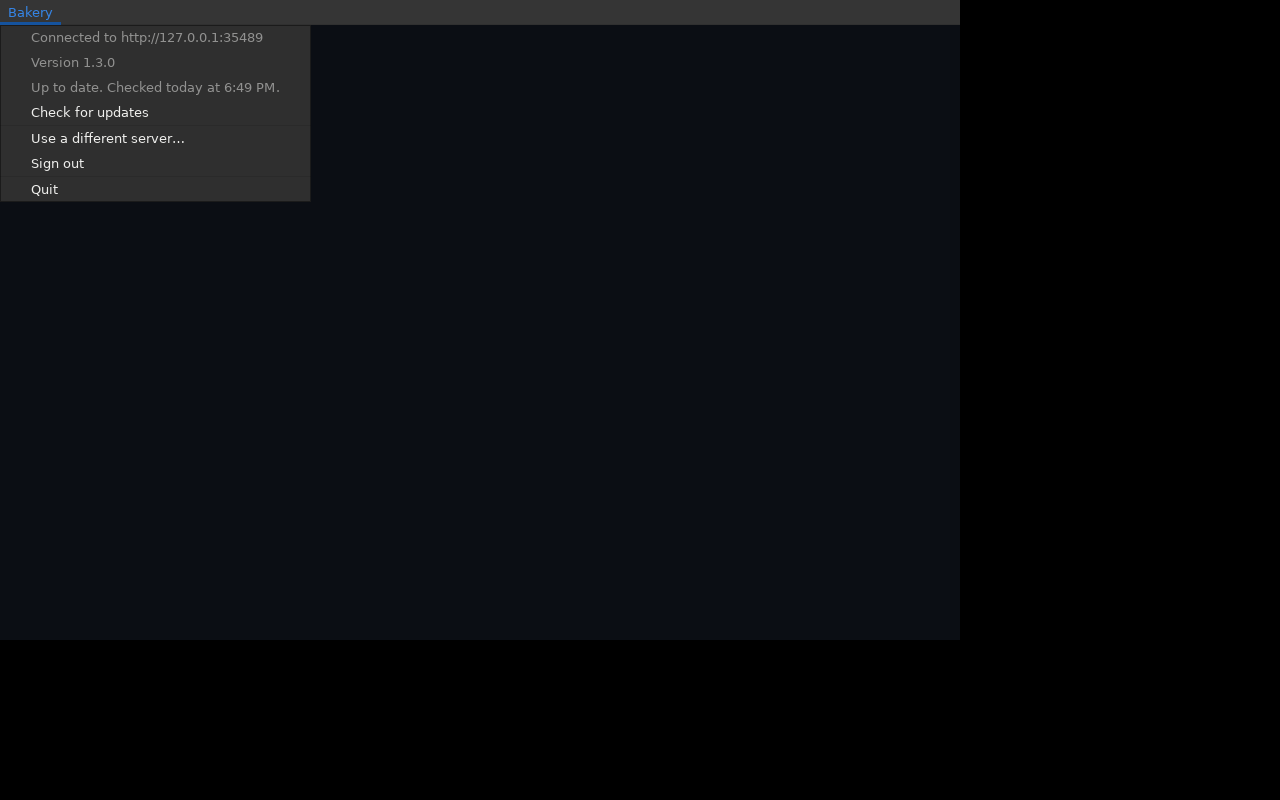 Bakery
Connected to http://127.0.0.1:35489
Version 1.3.0
Up to date. Checked today at 6:49 PM.
Check for updates
Use a different server...
Sign out
Quit